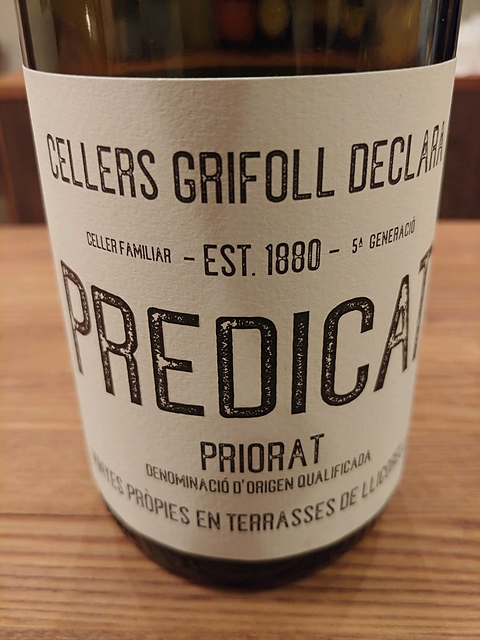 CELLERS GRIFOLL DECLARA
CELLER FAMILIAR - EST. 1880 - 5ª GENERACIÓ
PREDICAT
PRIORAT
DENOMINACIÓ D'ORIGEN QUALIFICADA
PRÒPIES EN TERRASSES DE